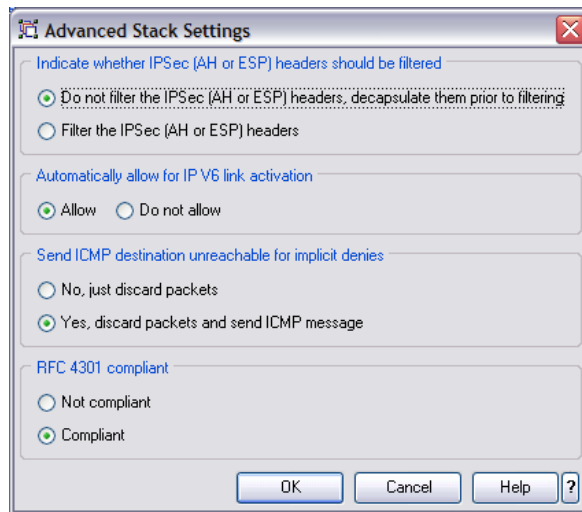 Advanced Stack Settings
Indicate whether IPSec (AH or ESP) headers should be filtered
Do not filter the IPSec (AH or ESP) headers, decapsulate them prior to filtering
Filter the IPSec (AH or ESP) headers
Automatically allow for IP V6 link activation
Allow Do not allow
Send ICMP destination unreachable for implicit denies
No, just discard packets
Yes, discard packets and send ICMP message
RFC 4301 compliant
Not compliant
Compliant
OK Cancel Help ?